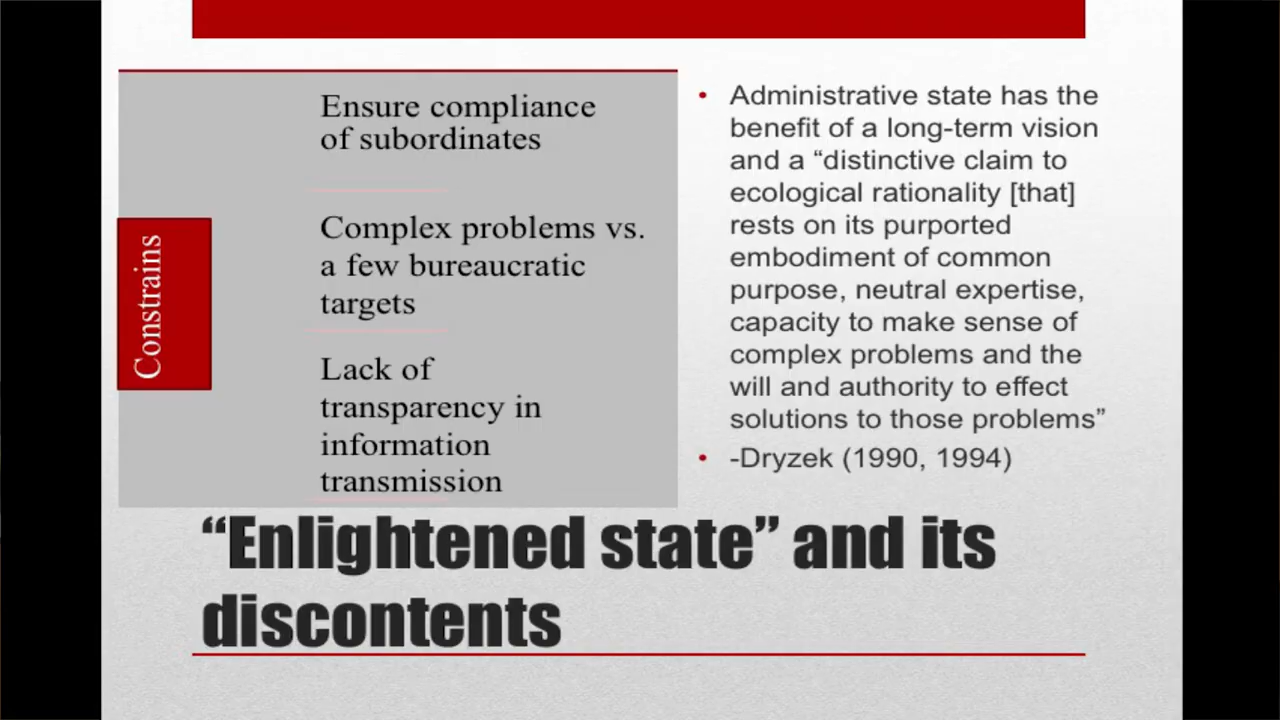 Constrains
Ensure compliance
of subordinates
Complex problems vs.
a few bureaucratic
targets
Lack of
transparency in
information
transmission
• Administrative state has the
benefit of a long-term vision
and a “distinctive claim to
ecological rationality [that]
rests on its purported
embodiment of common
purpose, neutral expertise,
capacity to make sense of
complex problems and the
will and authority to effect
solutions to those problems”
• -Dryzek (1990, 1994)
“Enlightened state” and its
discontents